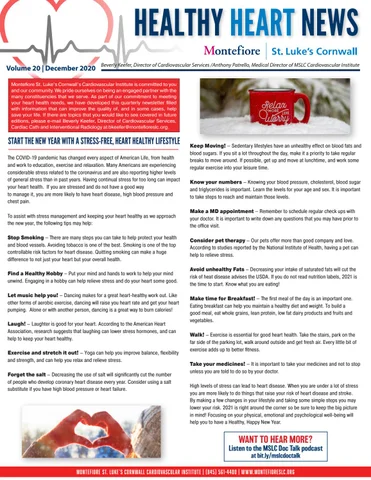 HEALTHY HEART NEWS
Montefiore | St. Luke's Cornwall
Volume 20 | December 2020
Beverly Keefer, Director of Cardiovascular Services /Anthony Patrello, Medical Director of MSLC Cardiovascular Institute
Montefiore St. Luke's Cornwall's Cardiovascular Institute is committed to you
and our community. We pride ourselves on being an engaged partner with the
many constituencies that we serve. As part of our commitment to meeting
your heart health needs, we have developed this quarterly newsletter filled
with information that can improve the quality of, and in some cases, help
save your life. If there are topics that you would like to see covered in future
editions, please e-mail Beverly Keefer, Director of Cardiovascular Services,
Cardiac Cath and Interventional Radiology at bkeefer@montefioreslc.org.
START THE NEW YEAR WITH A STRESS-FREE, HEART HEALTHY LIFESTYLE
The COVID-19 pandemic has changed every aspect of American Life, from health
and work to education, exercise and relaxation. Many Americans are experiencing
considerable stress related to the coronavirus and are also reporting higher levels
of general stress than in past years. Having continual stress for too long can impact
your heart health. If you are stressed and do not have a good way
to manage it, you are more likely to have heart disease, high blood pressure and
chest pain.
To assist with stress management and keeping your heart healthy as we approach
the new year, the following tips may help:
Stop Smoking – There are many steps you can take to help protect your health
and blood vessels. Avoiding tobacco is one of the best. Smoking is one of the top
controllable risk factors for heart disease. Quitting smoking can make a huge
difference to not just your heart but your overall health.
Find a Healthy Hobby – Put your mind and hands to work to help your mind
unwind. Engaging in a hobby can help relieve stress and do your heart some good.
Let music help you! – Dancing makes for a great heart-healthy work out. Like
other forms of aerobic exercise, dancing will raise you heart rate and get your heart
pumping. Alone or with another person, dancing is a great way to burn calories!
Laugh! – Laughter is good for your heart. According to the American Heart
Association, research suggests that laughing can lower stress hormones, and can
help to keep your heart healthy.
Exercise and stretch it out! – Yoga can help you improve balance, flexibility
and strength, and can help you relax and relieve stress.
Forget the salt – Decreasing the use of salt will significantly cut the number
of people who develop coronary heart disease every year. Consider using a salt
substitute if you have high blood pressure or heart failure.
Relax
Worry
Keep Moving! – Sedentary lifestyles have an unhealthy effect on blood fats and
blood sugars. If you sit a lot throughout the day, make it a priority to take regular
breaks to move around. If possible, get up and move at lunchtime, and work some
regular exercise into your leisure time.
Know your numbers – Knowing your blood pressure, cholesterol, blood sugar
and triglycerides is important. Learn the levels for your age and sex. It is important
to take steps to reach and maintain those levels.
Make a MD appointment – Remember to schedule regular check ups with
your doctor. It is important to write down any questions that you may have prior to
the office visit.
Consider pet therapy – Our pets offer more than good company and love.
According to studies reported by the National Institute of Health, having a pet can
help to relieve stress.
Avoid unhealthy Fats – Decreasing your intake of saturated fats will cut the
risk of heart disease advises the USDA. If you do not read nutrition labels, 2021 is
the time to start. Know what you are eating!
Make time for Breakfast! – The first meal of the day is an important one.
Eating breakfast can help you maintain a healthy diet and weight. To build a
good meal, eat whole grains, lean protein, low fat dairy products and fruits and
vegetables.
Walk! – Exercise is essential for good heart health. Take the stairs, park on the
far side of the parking lot, walk around outside and get fresh air. Every little bit of
exercise adds up to better fitness.
Take your medicines! – It is important to take your medicines and not to stop
unless you are told to do so by your doctor.
High levels of stress can lead to heart disease. When you are under a lot of stress
you are more likely to do things that raise your risk of heart disease and stroke.
By making a few changes in your lifestyle and taking some simple steps you may
lower your risk. 2021 is right around the corner so be sure to keep the big picture
in mind! Focusing on your physical, emotional and psychological well-being will
help you to have a Healthy, Happy New Year.
WANT TO HEAR MORE?
Listen to the MSLC Doc Talk podcast
at bit.ly/mslcdoctalk
MONTEFIORE ST. LUKE'S CORNWALL CARDIOVASCULAR INSTITUTE | (845) 561-4400 | WWW.MONTEFIORESLC.ORG